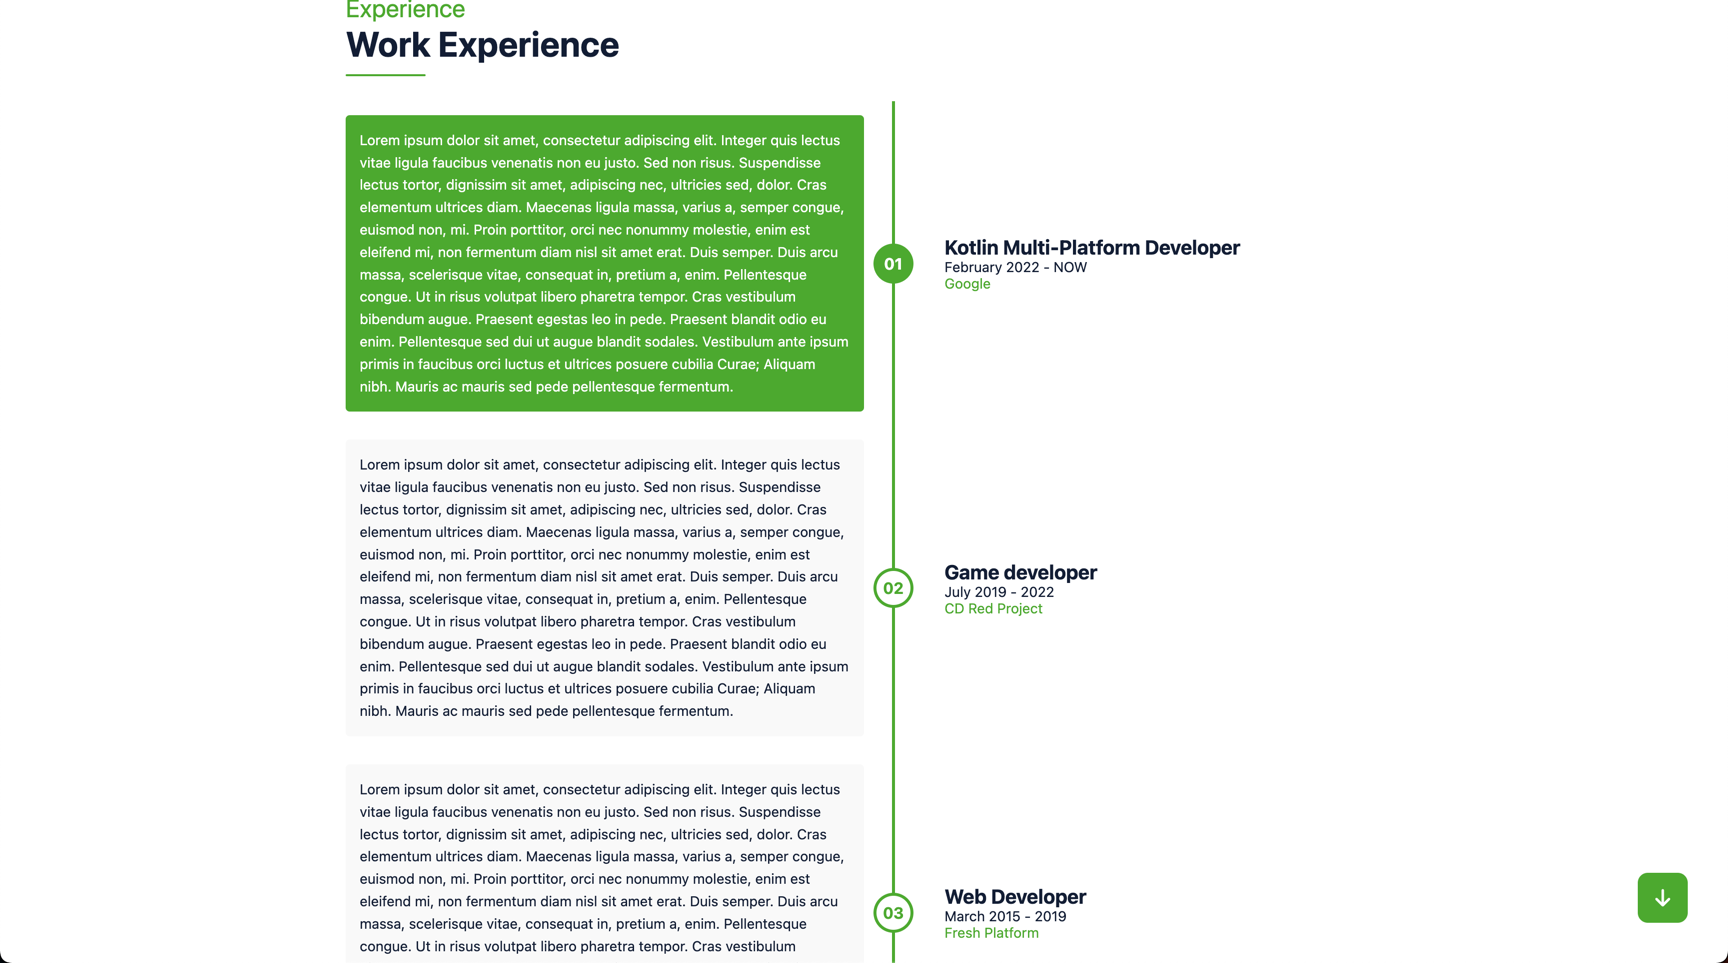 Experience
Work Experience
Lorem ipsum dolor sit amet, consectetur adipiscing elit. Integer quis lectus
vitae ligula faucibus venenatis non eu justo. Sed non risus. Suspendisse
lectus tortor, dignissim sit amet, adipiscing nec, ultricies sed, dolor. Cras
elementum ultrices diam. Maecenas ligula massa, varius a, semper congue,
euismod non, mi. Proin porttitor, orci nec nonummy molestie, enim est
eleifend mi, non fermentum diam nisl sit amet erat. Duis semper. Duis arcu
massa, scelerisque vitae, consequat in, pretium a, enim. Pellentesque
congue. Ut in risus volutpat libero pharetra tempor. Cras vestibulum
bibendum augue. Praesent egestas leo in pede. Praesent blandit odio eu
enim. Pellentesque sed dui ut augue blandit sodales. Vestibulum ante ipsum
primis in faucibus orci luctus et ultrices posuere cubilia Curae; Aliquam
nibh. Mauris ac mauris sed pede pellentesque fermentum.
01
Kotlin Multi-Platform Developer
February 2022 - NOW
Google
Lorem ipsum dolor sit amet, consectetur adipiscing elit. Integer quis lectus
vitae ligula faucibus venenatis non eu justo. Sed non risus. Suspendisse
lectus tortor, dignissim sit amet, adipiscing nec, ultricies sed, dolor. Cras
elementum ultrices diam. Maecenas ligula massa, varius a, semper congue,
euismod non, mi. Proin porttitor, orci nec nonummy molestie, enim est
eleifend mi, non fermentum diam nisl sit amet erat. Duis semper. Duis arcu
massa, scelerisque vitae, consequat in, pretium a, enim. Pellentesque
congue. Ut in risus volutpat libero pharetra tempor. Cras vestibulum
bibendum augue. Praesent egestas leo in pede. Praesent blandit odio eu
enim. Pellentesque sed dui ut augue blandit sodales. Vestibulum ante ipsum
primis in faucibus orci luctus et ultrices posuere cubilia Curae; Aliquam
nibh. Mauris ac mauris sed pede pellentesque fermentum.
02
Game developer
July 2019 - 2022
CD Red Project
Lorem ipsum dolor sit amet, consectetur adipiscing elit. Integer quis lectus
vitae ligula faucibus venenatis non eu justo. Sed non risus. Suspendisse
lectus tortor, dignissim sit amet, adipiscing nec, ultricies sed, dolor. Cras
elementum ultrices diam. Maecenas ligula massa, varius a, semper congue,
euismod non, mi. Proin porttitor, orci nec nonummy molestie, enim est
eleifend mi, non fermentum diam nisl sit amet erat. Duis semper. Duis arcu
massa, scelerisque vitae, consequat in, pretium a, enim. Pellentesque
congue. Ut in risus volutpat libero pharetra tempor. Cras vestibulum
03
Web Developer
March 2015 - 2019
Fresh Platform